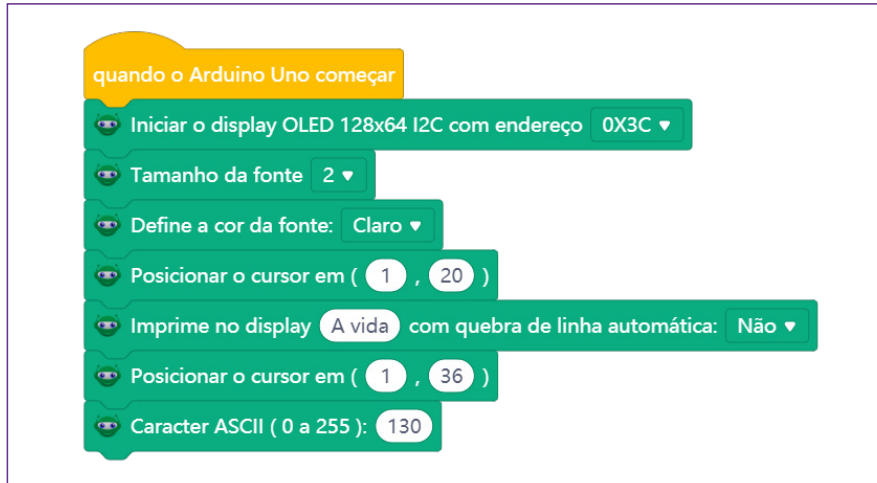 quando o Arduino Uno começar
Iniciar o display OLED 128x64 I2C com endereço 0X3C
Tamanho da fonte 2
Define a cor da fonte: Claro
Posicionar o cursor em ( 1 , 20 )
Imprime no display A vida com quebra de linha automática: Não
Posicionar o cursor em ( 1 , 36 )
Caracter ASCII ( 0 a 255 ): 130